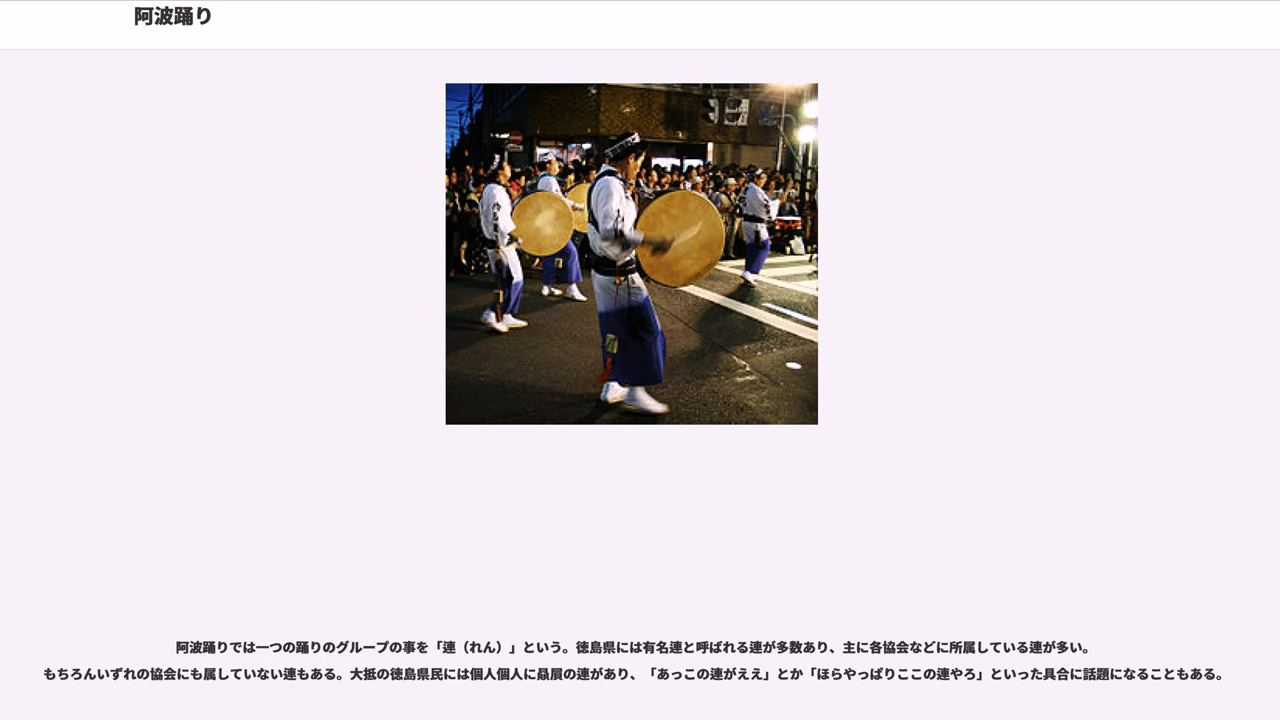 阿波踊り
阿波踊りでは一つの踊りのグループの事を「連（れん）」という。徳島県には有名連と呼ばれる連が多数あり、主に各協会などに所属している連が多い。
もちろんいずれの協会にも属していない連もある。大抵の徳島県民には個人個人に贔屓の連があり、「あっこの連がええ」とか「ほらやっぱりここの連やろ」といった具合に話題になることもある。